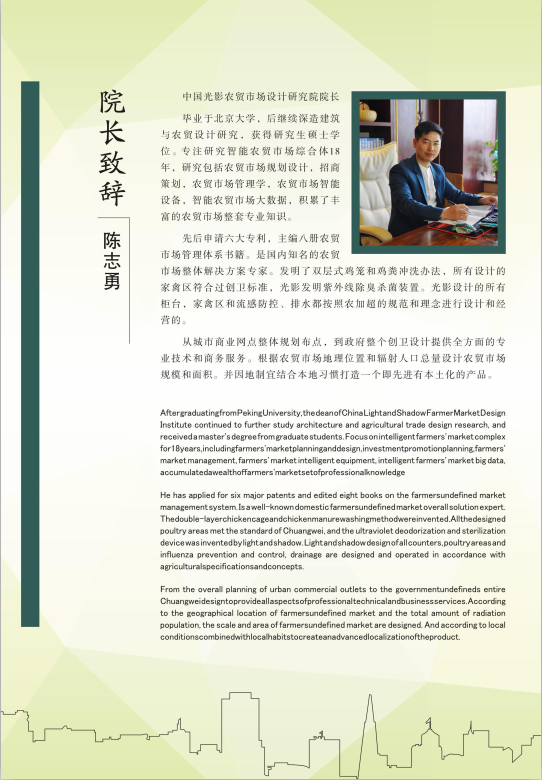 院长致辞
陈志勇
中国光影农贸市场设计研究院院长
毕业于北京大学，后继续深造建筑
与农贸设计研究，获得研究生硕士学
位。专注研究智能农贸市场综合体18
年，研究包括农贸市场规划设计，招商
策划，农贸市场管理学，农贸市场智能
设备，智能农贸市场大数据，积累了丰
富的农贸市场整套专业知识。
先后申请六大专利，主编八册农贸
市场管理体系书籍。是国内知名的农贸
市场整体解决方案专家。发明了双层式鸡笼和鸡粪冲洗办法，所有设计的
家禽区符合过创卫标准，光影发明紫外线除臭杀菌装置。光影设计的所有
柜台，家禽区和流感防控、排水都按照农加超的规范和理念进行设计和经
营的。
从城市商业网点整体规划布点，到政府整个创卫设计提供全方面的专
业技术和商务服务。根据农贸市场地理位置和辐射人口总量设计农贸市场
规模和面积。并因地制宜结合本地习惯打造一个即先进有本土化的产品。
AftergraduatingfromPekingUniversity,thedeanofChinaLightandShadowFarmerMarketDesign
Institute continued to further study architecture and agricultural trade design research, and
receivedamaster'sdegreefromgraduatestudents.Focusonintelligentfarmers'marketcomplex
for18years,includingfarmers'marketplanninganddesign,investmentpromotionplanning,farmers'
market management, farmers' market intelligent equipment, intelligent farmers' market big data,
accumulatedawealthoffarmers'marketsetofprofessionalknowledge
He has applied for six major patents and edited eight books on the farmersundefined market
managementsystem.Isawell-knowndomesticfarmersundefinedmarketoverallsolutionexpert.
Thedouble-layerchickencageandchickenmanurewashingmethodwereinvented.Allthedesigned
poultry areas met the standard of Chuangwei, and the ultraviolet deodorization and sterilization
devicewasinventedbylightandshadow.Lightandshadowdesignofallcounters,poultryareasand
influenza prevention and control, drainage are designed and operated in accordance with
agriculturalspecificationsandconcepts.
From the overall planning of urban commercial outlets to the governmentundefineds entire
Chuangweidesigntoprovideallaspectsofprofessionaltechnicalandbusinessservices.According
to the geographical location of farmersundefined market and the total amount of radiation
population, the scale and area of farmersundefined market are designed. And according to local
conditionscombinedwithlocalhabitstocreateanadvancedlocalizationoftheproduct.